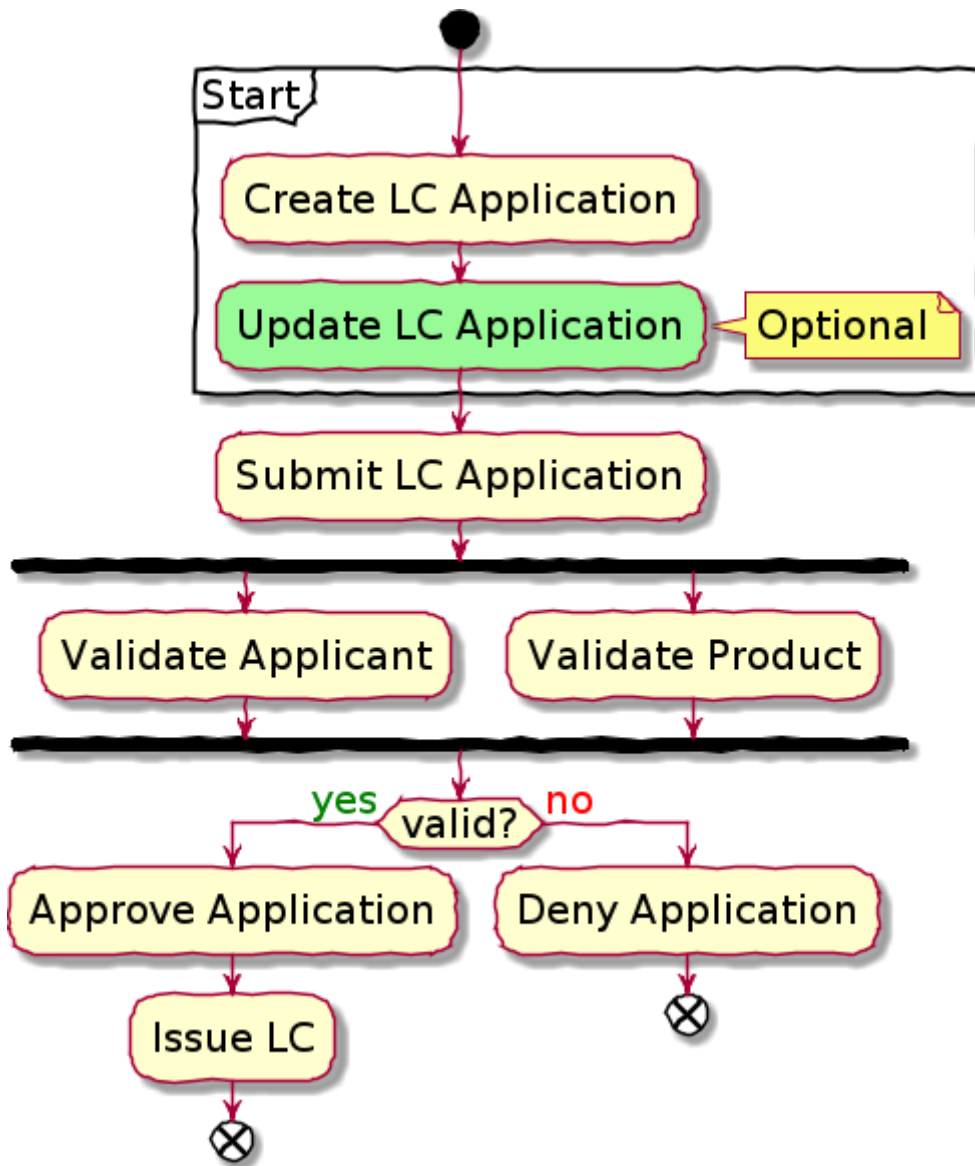 Start
Create LC Application
Update LC Application
Optional
Submit LC Application
Validate Applicant
Validate Product
yes
valid?
no
Approve Application
Deny Application
Issue LC